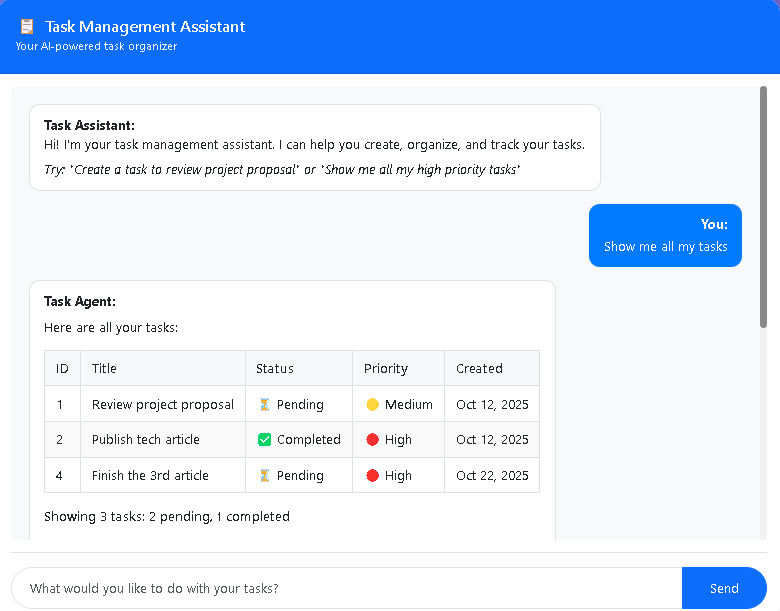 Task Management Assistant
Your AI-powered task organizer
Task Assistant:
Hi! I'm your task management assistant. I can help you create, organize, and track your tasks.
Try: "Create a task to review project proposal" or "Show me all my high priority tasks"
You:
Show me all my tasks
Task Agent:
Here are all your tasks:
ID Title Status Priority Created
1 Review project proposal Pending Medium Oct 12, 2025
2 Publish tech article Completed High Oct 12, 2025
4 Finish the 3rd article Pending High Oct 22, 2025
Showing 3 tasks: 2 pending, 1 completed
What would you like to do with your tasks?
Send